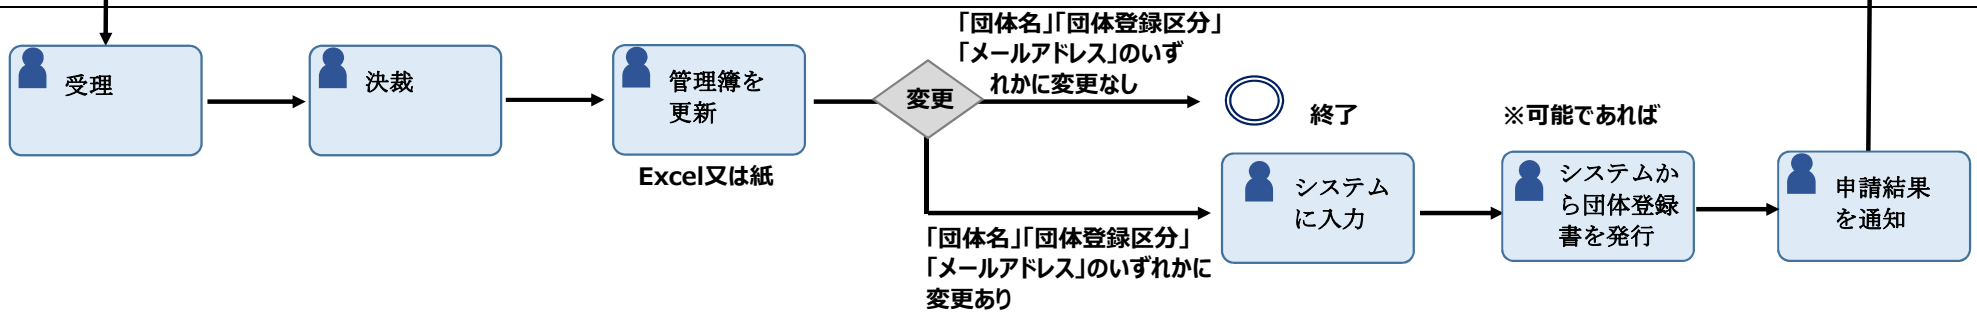 受理
決裁
管理簿を
更新
Excel又は紙
変更
「団体名」「団体登録区分」
「メールアドレス」のいず
れかに変更なし
終了
「団体名」「団体登録区分」
「メールアドレス」のいずれかに
変更あり
システム
に入力
※可能であれば
システムか
ら団体登録
書を発行
申請結果
を通知